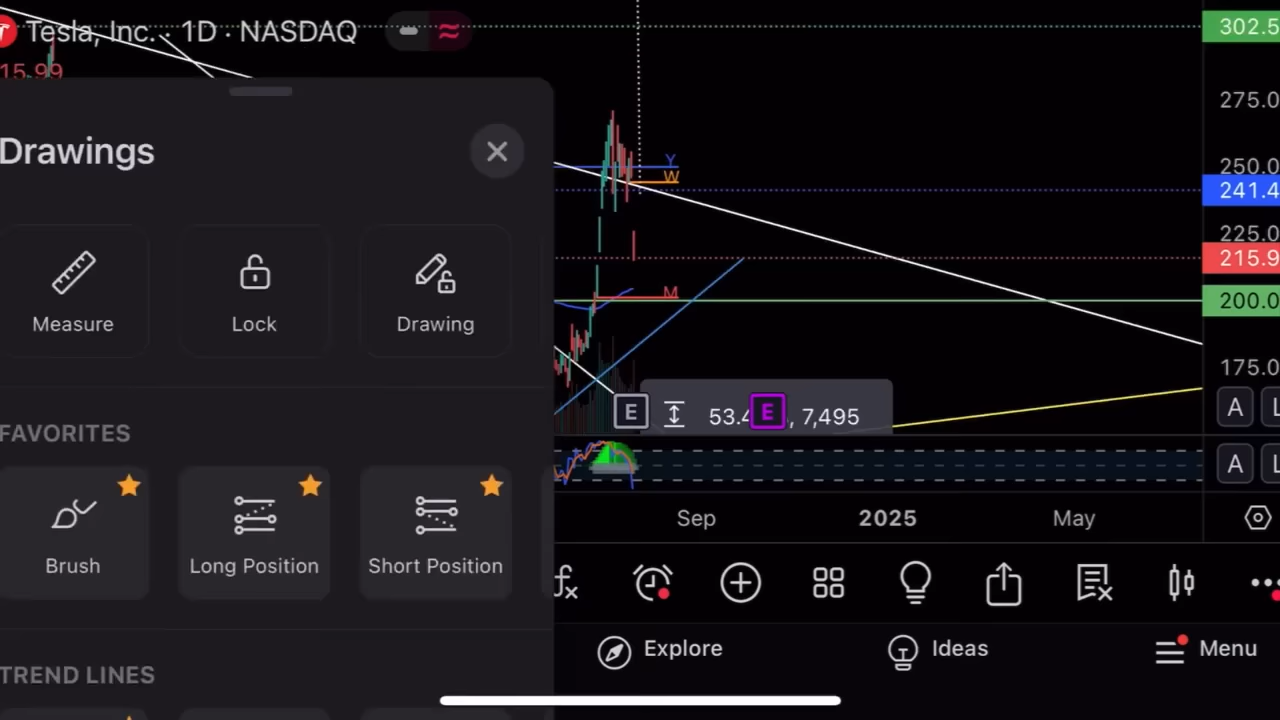 Tesla, Inc. · 1D · NASDAQ
15.99
302.5
275.0
250.0
241.4
225.0
215.9
200.0
175.0
Y
W
M
Drawings
Measure
Lock
Drawing
FAVORITES
Brush
Long Position
Short Position
TREND LINES
E
53.4
E
, 7,495
A
L
A
L
Sep
2025
May
Explore
Ideas
Menu